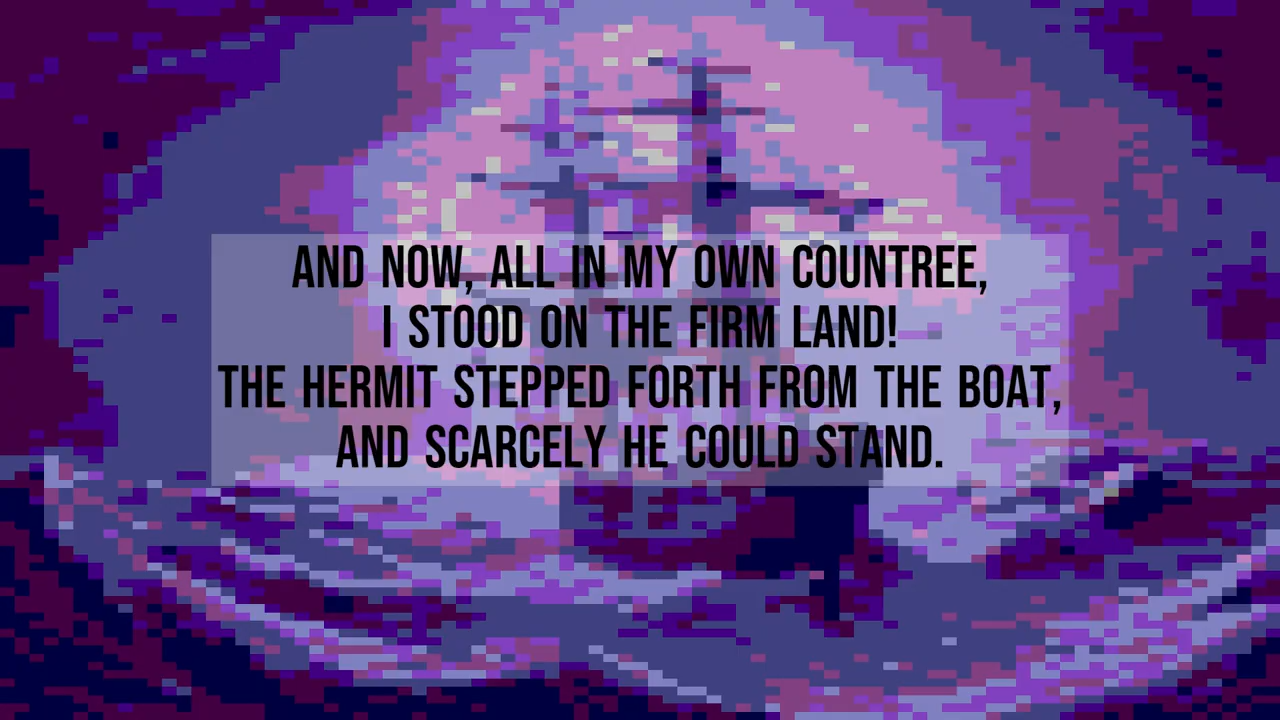 AND NOW, ALL IN MY OWN COUNTREE,
I STOOD ON THE FIRM LAND!
THE HERMIT STEPPED FORTH FROM THE BOAT,
AND SCARCELY HE COULD STAND.